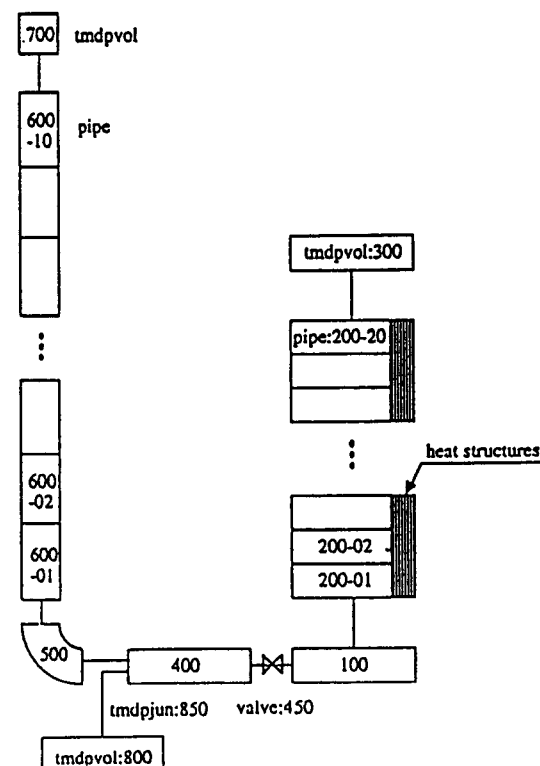 .700 tmdpvol
600
-10
pipe
tmdpvol:300
pipe:200-20
heat structures
600
-02
200-02
600
-01
200-01
500
400
100
tmdpjun:850 valve:450
tmdpvol:800